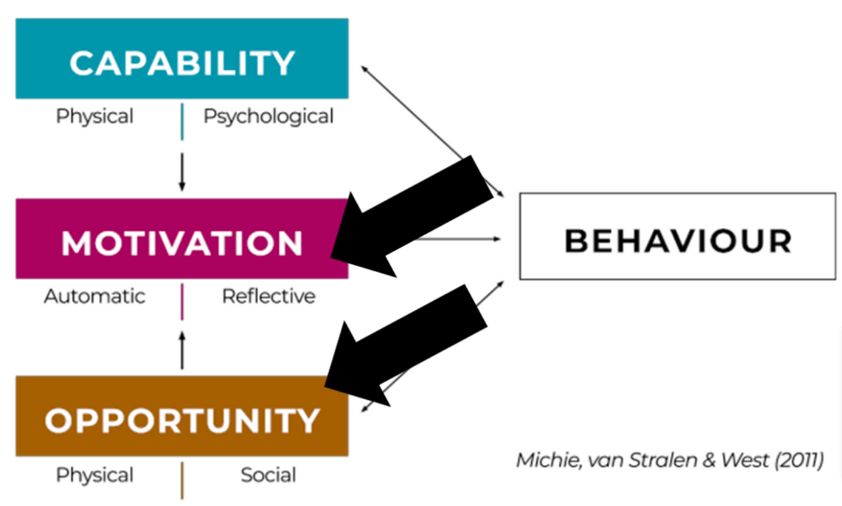 CAPABILITY
Physical Psychological
MOTIVATION
Automatic Reflective
OPPORTUNITY
Physical Social
BEHAVIOUR
Michie, van Stralen & West (2011)